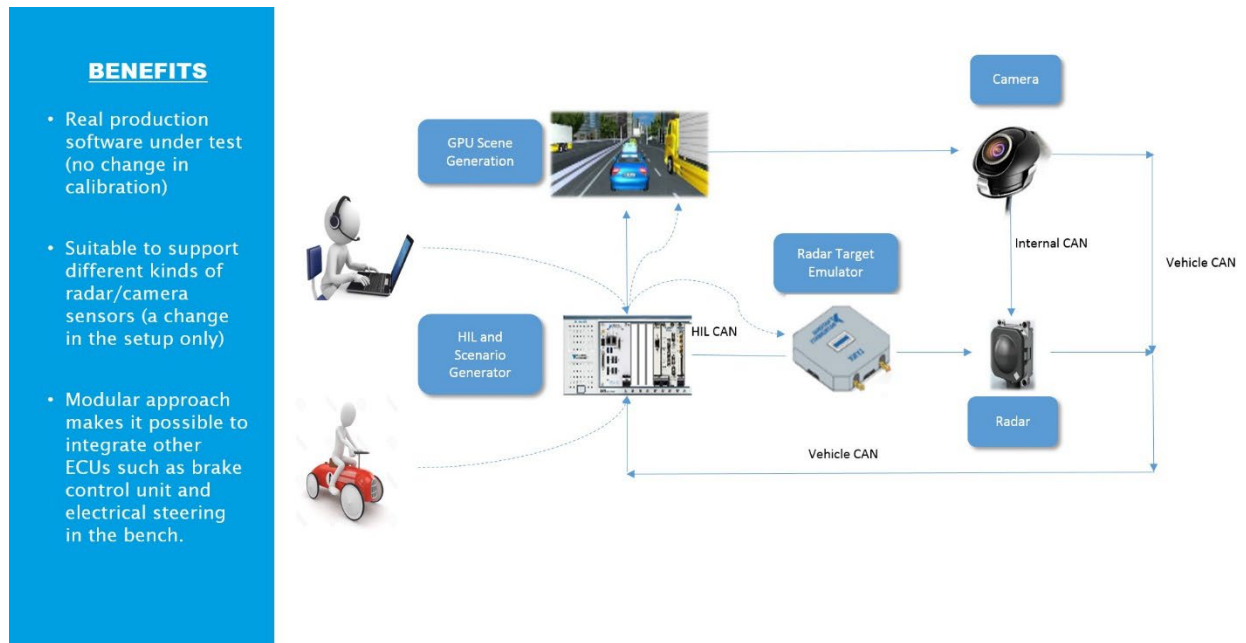 BENEFITS
• Real production
software under test
(no change in
calibration)
• Suitable to support
different kinds of
radar/camera
sensors (a change
in the setup only)
• Modular approach
makes it possible to
integrate other
ECUs such as brake
control unit and
electrical steering
in the bench.
Camera
GPU Scene
Generation
Internal CAN
Vehicle CAN
Radar Target
Emulator
HIL and
Scenario
Generator
HIL CAN
Radar
Vehicle CAN